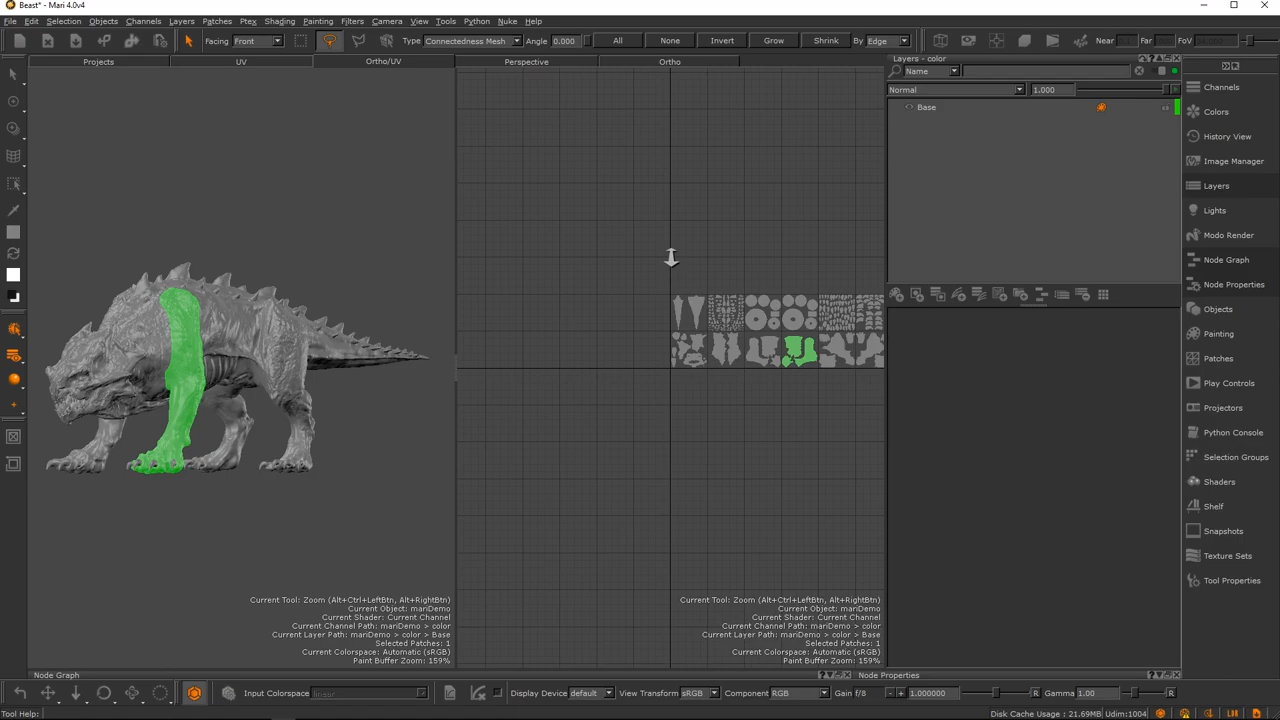 Beast* - Mari 4.0v4
File Edit Selection Objects Channels Layers Patches Ptex Shading Painting Filters Camera View Tools Python Nuke Help
Facing Front Type Connectedness Mesh Angle 0.000 All None Invert Grow Shrink By Edge Near Far FoV
Projects UV Ortho/UV Perspective Ortho
Layers - color
Name
Normal 1.000
Base
Channels
Colors
History View
Image Manager
Layers
Lights
Modo Render
Node Graph
Node Properties
Objects
Painting
Patches
Play Controls
Projectors
Python Console
Selection Groups
Shaders
Shelf
Snapshots
Texture Sets
Tool Properties
Current Tool: Zoom (Alt+Ctrl+LeftBtn, Alt+RightBtn)
Current Object: mariDemo
Current Shader: Current Channel
Current Channel Path: mariDemo > color
Current Layer Path: mariDemo > color > Base
Selected Patches: 1
Current Colorspace: Automatic (sRGB)
Paint Buffer Zoom: 159%
Current Tool: Zoom (Alt+Ctrl+LeftBtn, Alt+RightBtn)
Current Object: mariDemo
Current Shader: Current Channel
Current Channel Path: mariDemo > color
Current Layer Path: mariDemo > color > Base
Selected Patches: 1
Current Colorspace: Automatic (sRGB)
Paint Buffer Zoom: 159%
Node Graph
Node Properties
Input Colorspace linear Display Device default View Transform sRGB Component RGB Gain f/8 - + 1.000000 R Gamma 1.00 R
Tool Help: Disk Cache Usage : 21.69MB Udim:1004